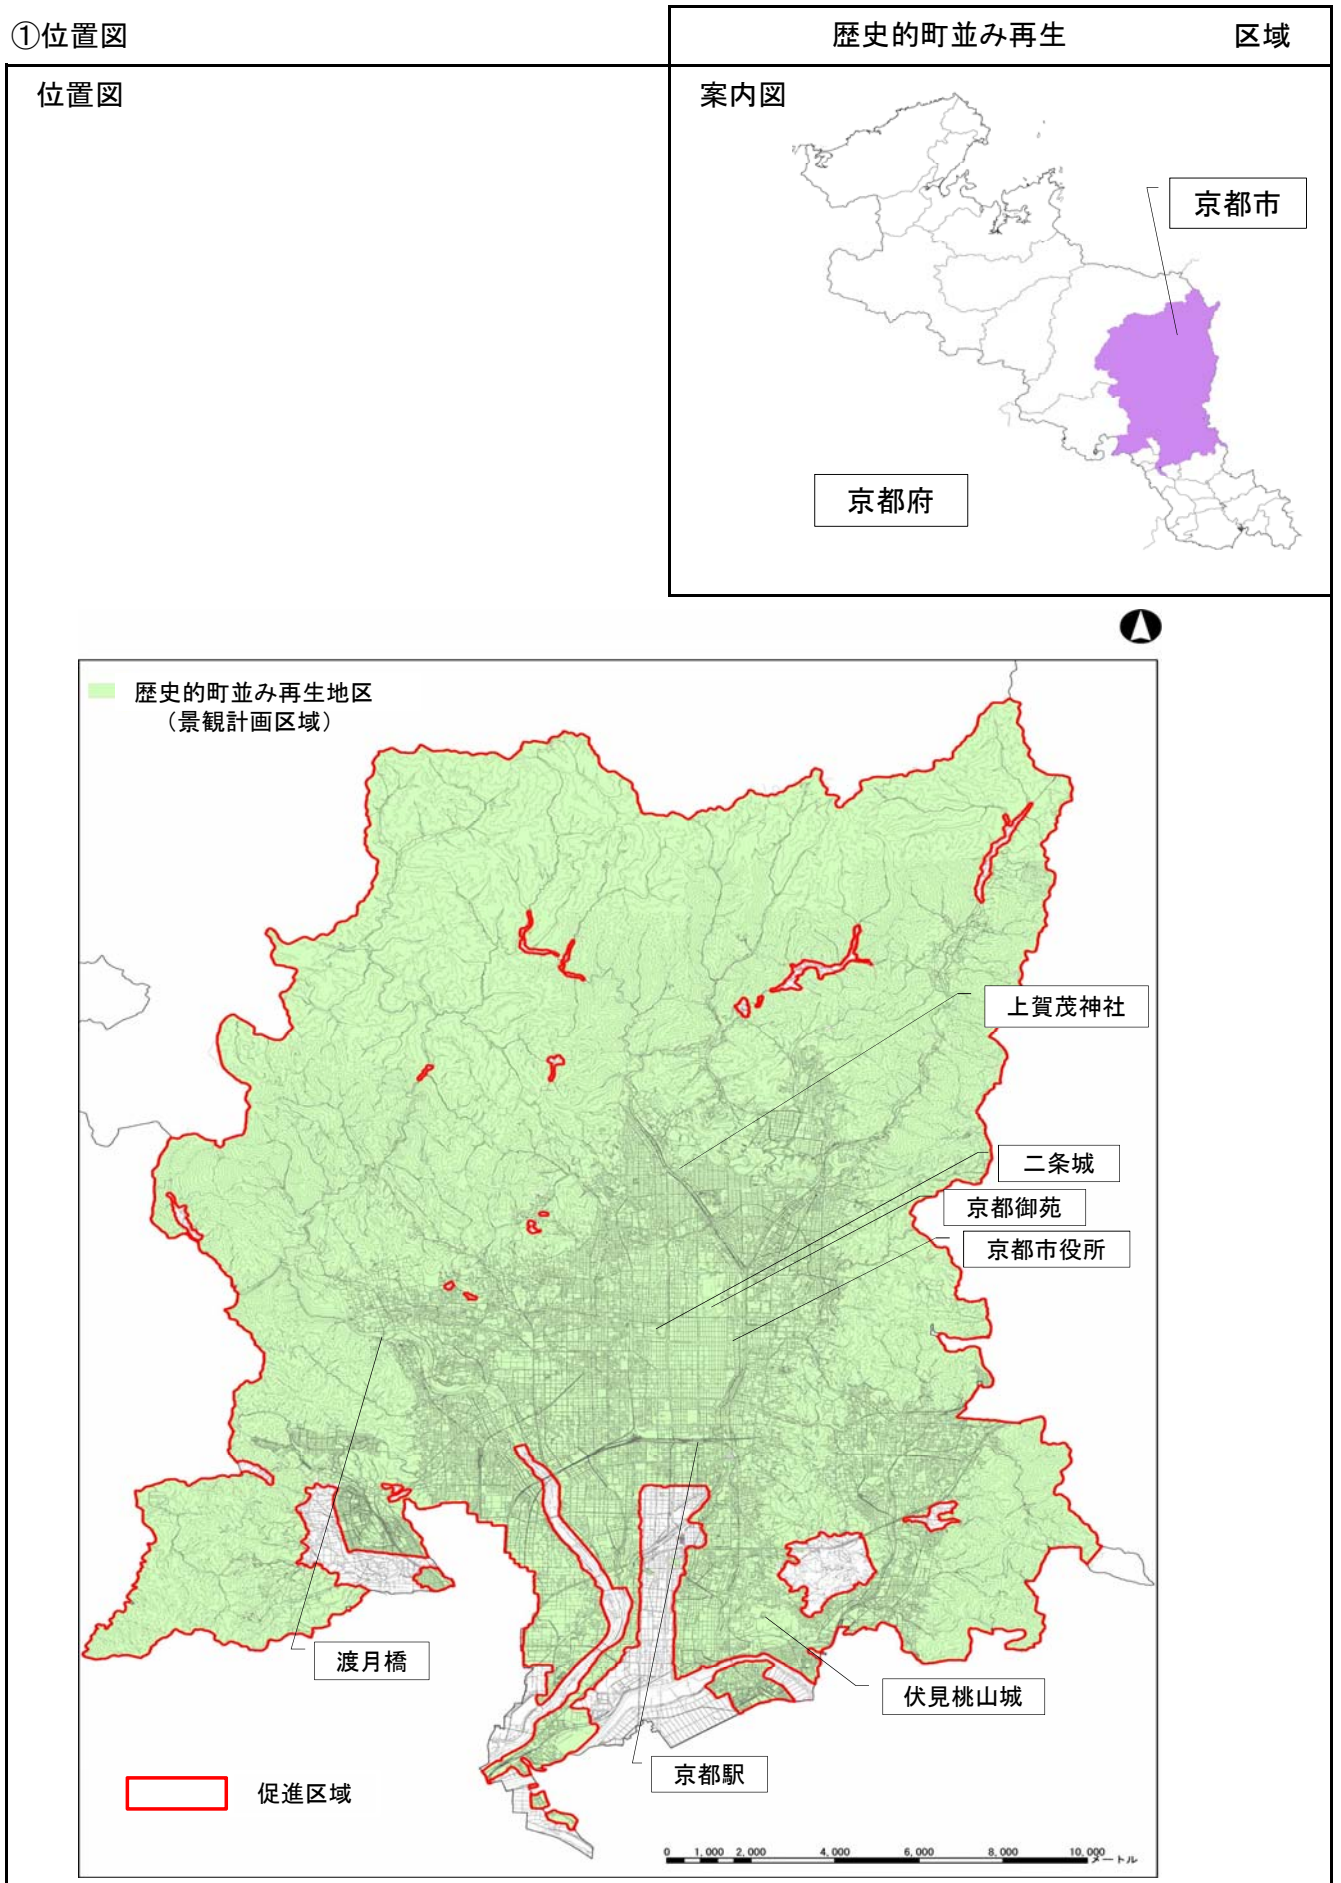 ①位置図
歴史的町並み再生 区域
位置図
案内図
京都市
京都府
歴史的町並み再生地区
（景観計画区域）
上賀茂神社
二条城
京都御苑
京都市役所
渡月橋
伏見桃山城
京都駅
促進区域
0 1,000 2,000 4,000 6,000 8,000 10,000
メートル